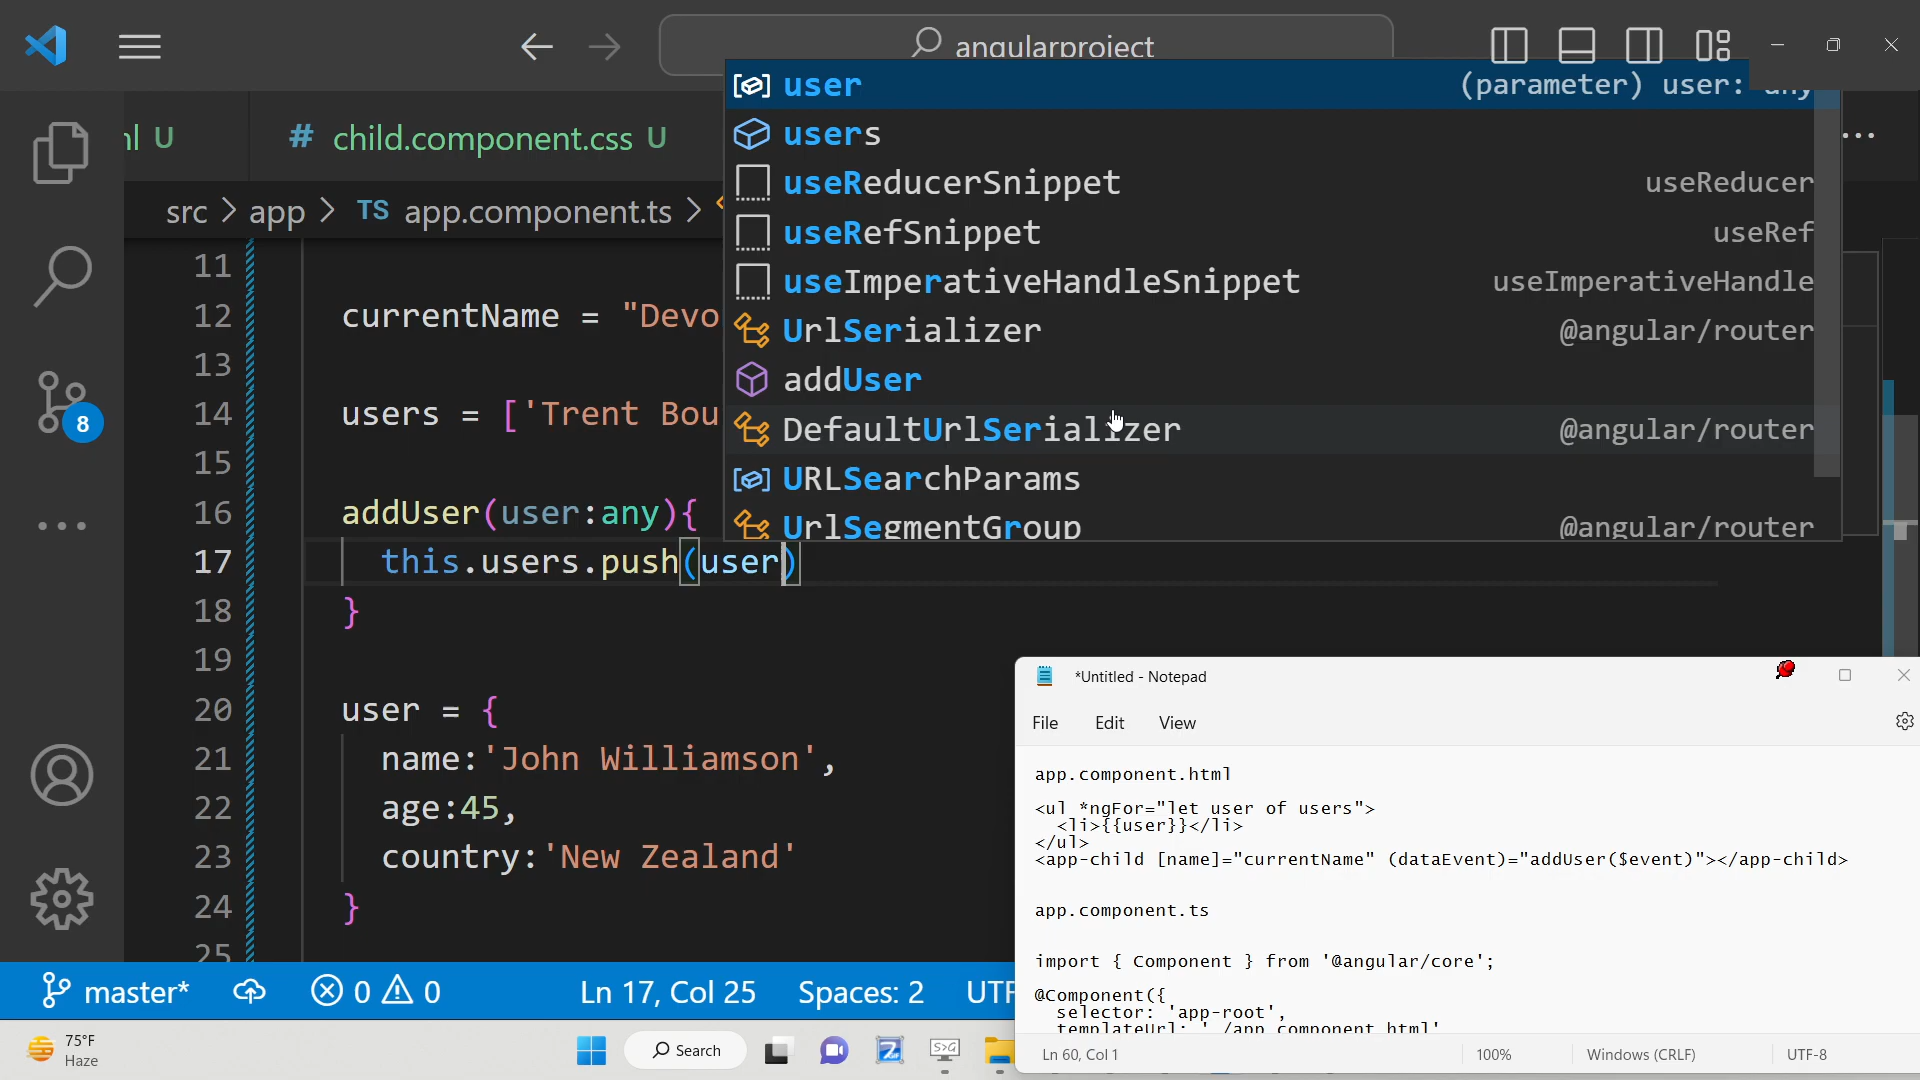 angularproject
user (parameter) user: any
users
useReducerSnippet useReducer
useRefSnippet useRef
useImperativeHandleSnippet useImperativeHandle
UrlSerializer @angular/router
addUser
DefaultUrlSerializer @angular/router
URLSearchParams
UrlSegmentGroup @angular/router
U # child.component.css U ...
src > app > TS app.component.ts >
11
12 currentName = "Devo
13
14 users = ['Trent Bou
15
16 addUser(user:any){
17 this.users.push(user)
18 }
19
20 user = {
21 name:'John Williamson',
22 age:45,
23 country:'New Zealand'
24 }
25
8
master* 0 0 Ln 17, Col 25 Spaces: 2 UTF
*Untitled - Notepad
File Edit View
app.component.html
<ul *ngFor="let user of users">
<li>{{user}}</li>
</ul>
<app-child [name]="currentName" (dataEvent)="addUser($event)"></app-child>
app.component.ts
import { Component } from '@angular/core';
@Component({
selector: 'app-root',
templateUrl: './app.component.html'
Ln 60, Col 1 100% Windows (CRLF) UTF-8
75°F
Haze
Search